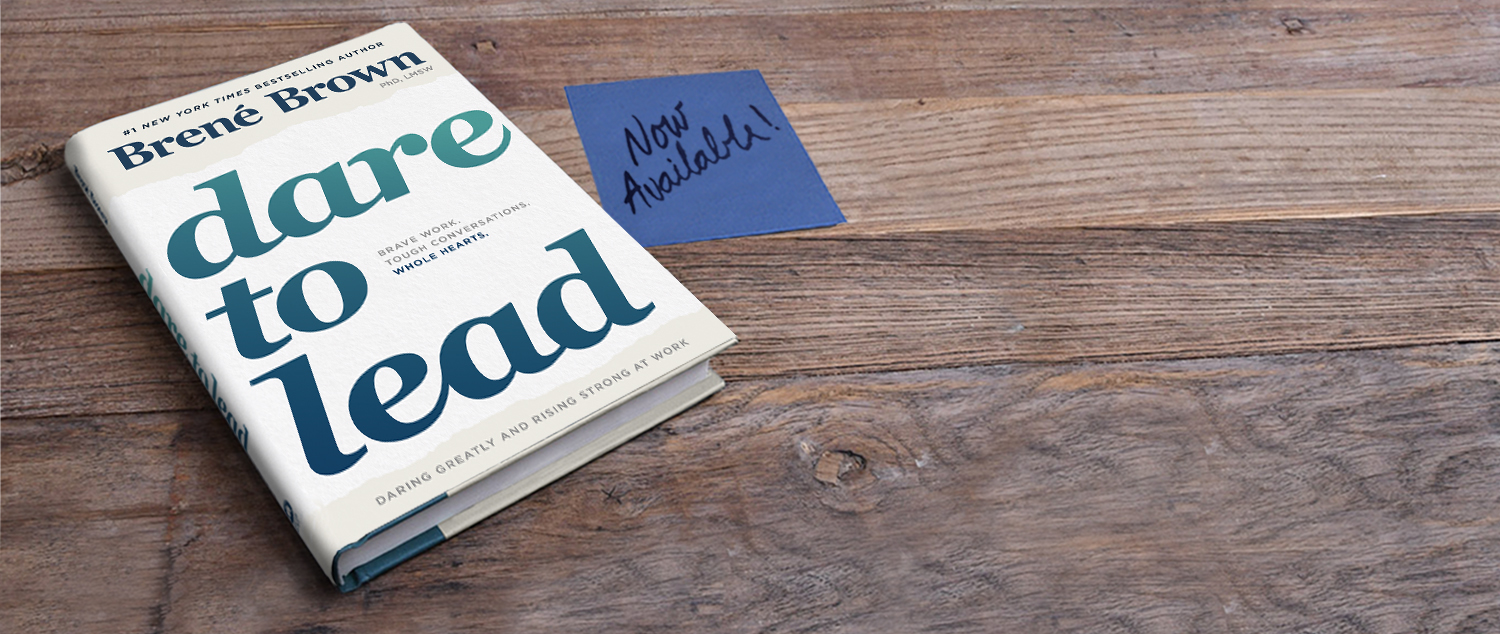 #1 NEW YORK TIMES BESTSELLING AUTHOR
Brené Brown
PhD, LMSW
dare
to
lead
BRAVE WORK.
TOUGH CONVERSATIONS.
WHOLE HEARTS.
DARING GREATLY AND RISING STRONG AT WORK
dare to lead
Now
Available!